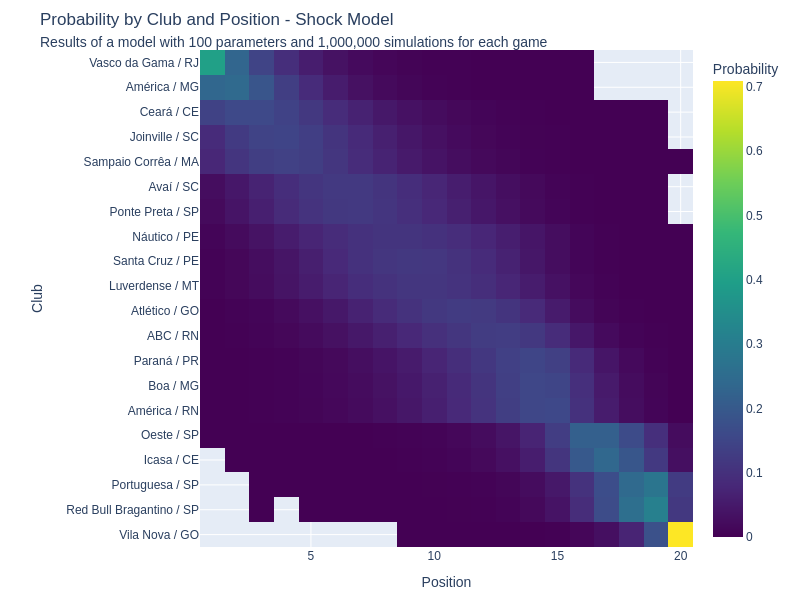 Probability by Club and Position - Shock Model
Results of a model with 100 parameters and 1,000,000 simulations for each game
Probability
Vasco da Gama / RJ
América / MG
Ceará / CE
Joinville / SC
Sampaio Corrêa / MA
Avaí / SC
Ponte Preta / SP
Náutico / PE
Santa Cruz / PE
Luverdense / MT
Atlético / GO
ABC / RN
Paraná / PR
Boa / MG
América / RN
Oeste / SP
Icasa / CE
Portuguesa / SP
Red Bull Bragantino / SP
Vila Nova / GO
Club
5
10
15
20
Position
0.7
0.6
0.5
0.4
0.3
0.2
0.1
0